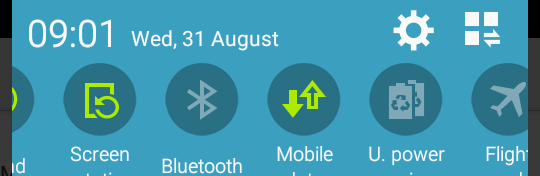 09:01 Wed, 31 August
Screen
Bluetooth
Mobile
U. power
Fligh